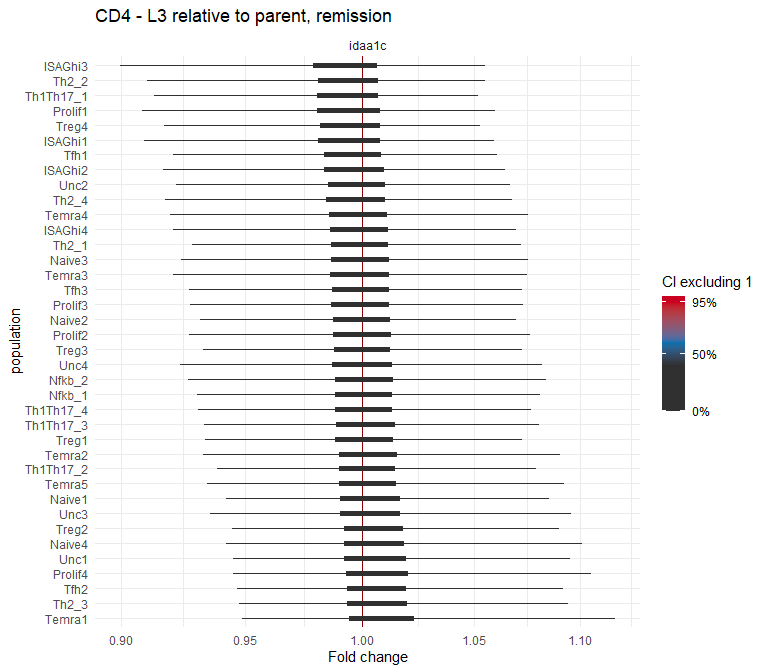 CD4 - L3 relative to parent, remission
idaa1c
ISAGhi3
Th2_2
Th1Th17_1
Prolif1
Treg4
ISAGhi1
Tfh1
ISAGhi2
Unc2
Th2_4
Temra4
ISAGhi4
Th2_1
Naive3
Temra3
Tfh3
Prolif3
Naive2
Prolif2
Treg3
Unc4
Nfkb_2
Nfkb_1
Th1Th17_4
Th1Th17_3
Treg1
Temra2
Th1Th17_2
Temra5
Naive1
Unc3
Treg2
Naive4
Unc1
Prolif4
Tfh2
Th2_3
Temra1
population
0.90 0.95 1.00 1.05 1.10
Fold change
CI excluding 1
95%
50%
0%